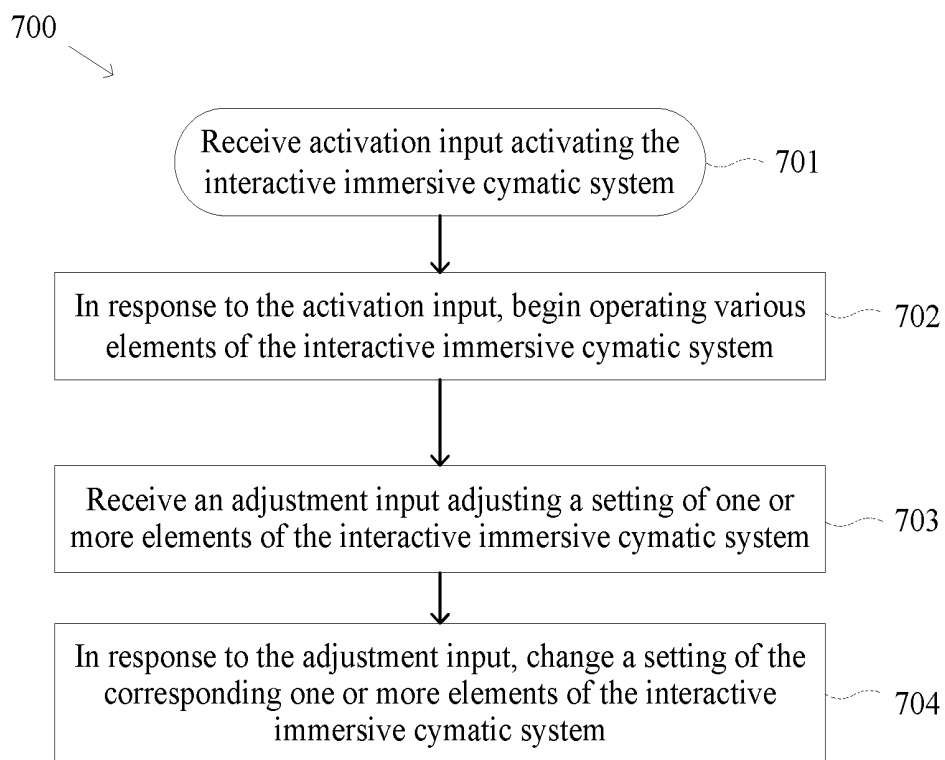 700
Receive activation input activating the
interactive immersive cymatic system
701
In response to the activation input, begin operating various
elements of the interactive immersive cymatic system
702
Receive an adjustment input adjusting a setting of one or
more elements of the interactive immersive cymatic system
703
In response to the adjustment input, change a setting of the
corresponding one or more elements of the interactive
immersive cymatic system
704